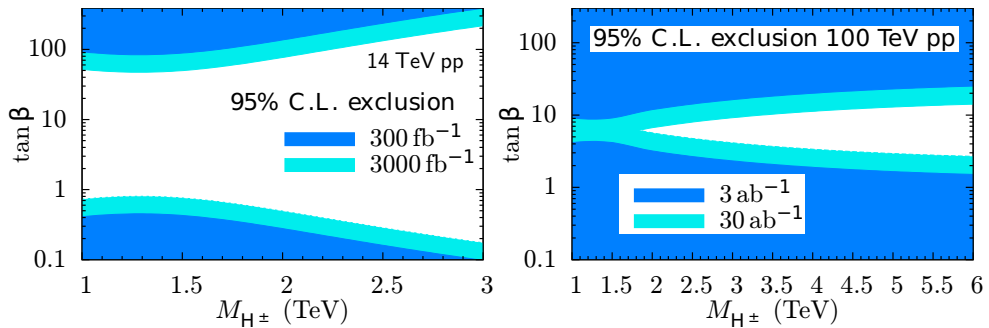 100
10
1
0.1
tan β
14 TeV pp
95% C.L. exclusion
300 fb⁻¹
3000 fb⁻¹
1 1.5 2 2.5 3
M_H± (TeV)
100
10
1
0.1
tan β
95% C.L. exclusion 100 TeV pp
3 ab⁻¹
30 ab⁻¹
1 1.5 2 2.5 3 3.5 4 4.5 5 5.5 6
M_H± (TeV)